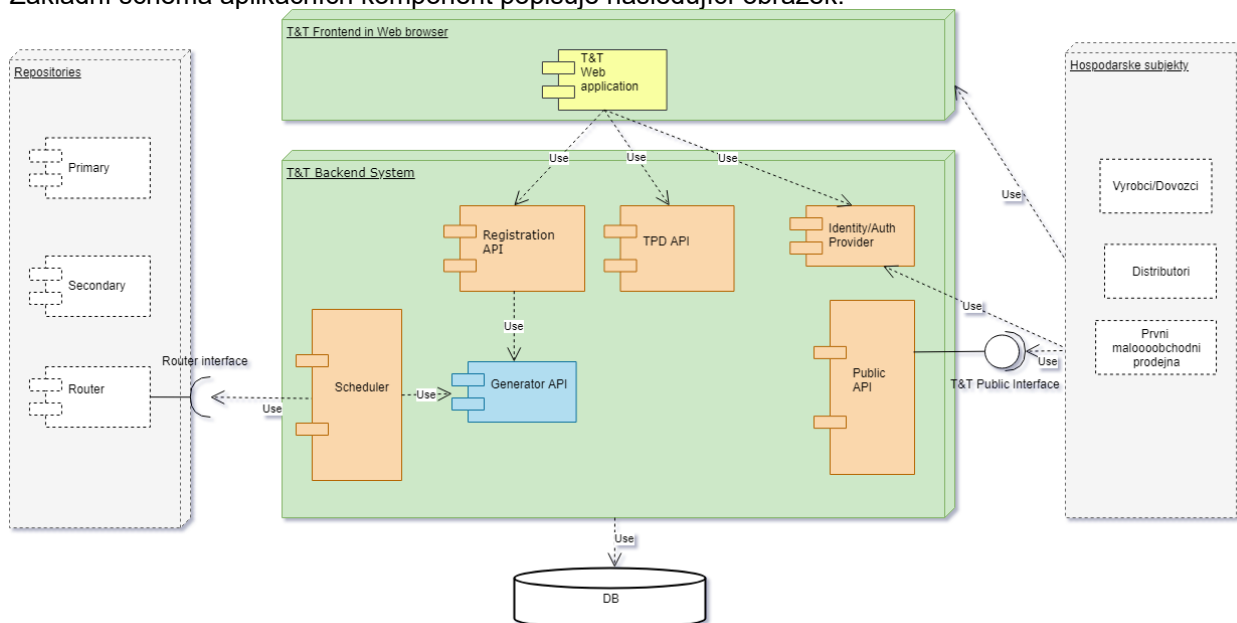 Základní schéma aplikačních komponent popisuje následující obrázek.
T&T Frontend in Web browser
T&T
Web
application
Repositories
Primary
Secondary
Router
Router interface
Use
Use
Use
T&T Backend System
Registration
API
TPD API
Identity/Auth
Provider
Use
Scheduler
Use
Generator API
Use
Public
API
Use
DB
Hospodarske subjekty
Vyrobci/Dovozci
Use
Distributori
Use
Prvni
maloooobchodni
prodejna
Use
T&T Public Interface